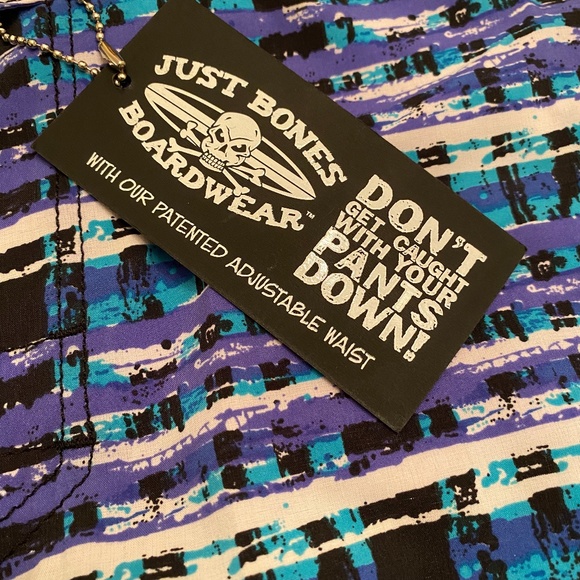 JUST BONES
BOARDWEAR™
WITH OUR PATENTED ADJUSTABLE WAIST
DON'T
GET CAUGHT
WITH YOUR
PANTS
DOWN!